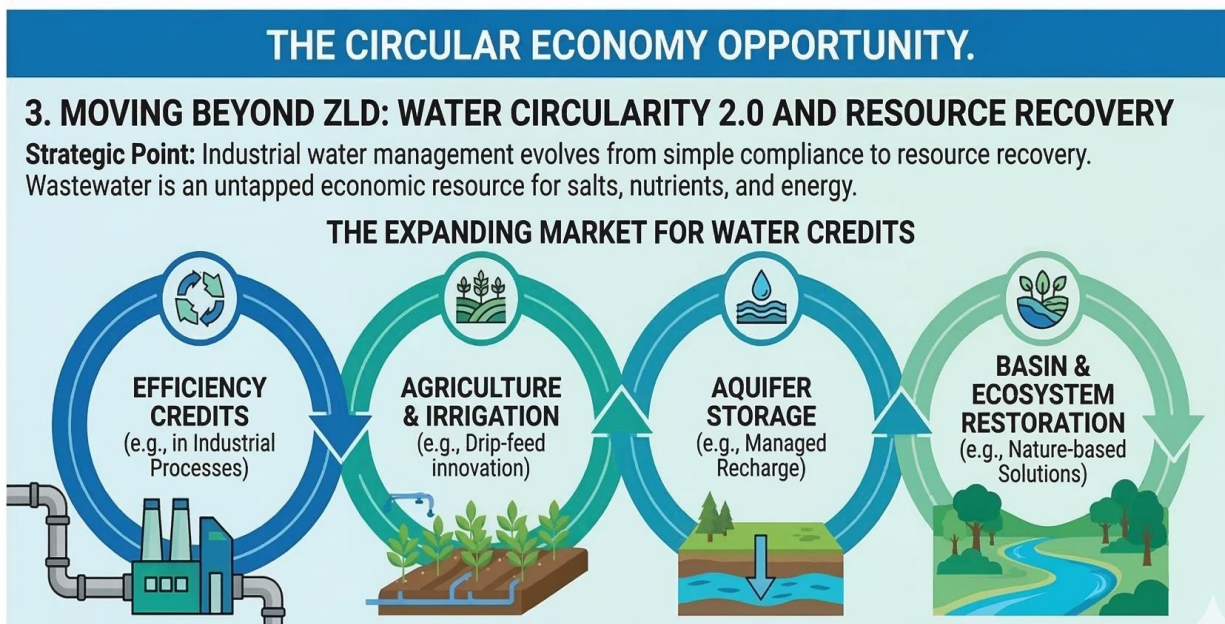 THE CIRCULAR ECONOMY OPPORTUNITY.
3. MOVING BEYOND ZLD: WATER CIRCULARITY 2.0 AND RESOURCE RECOVERY
Strategic Point: Industrial water management evolves from simple compliance to resource recovery.
Wastewater is an untapped economic resource for salts, nutrients, and energy.
THE EXPANDING MARKET FOR WATER CREDITS
EFFICIENCY
CREDITS
(e.g., in Industrial
Processes)
AGRICULTURE
& IRRIGATION
(e.g., Drip-feed
innovation)
AQUIFER
STORAGE
(e.g., Managed
Recharge)
BASIN &
ECOSYSTEM
RESTORATION
(e.g., Nature-based
Solutions)